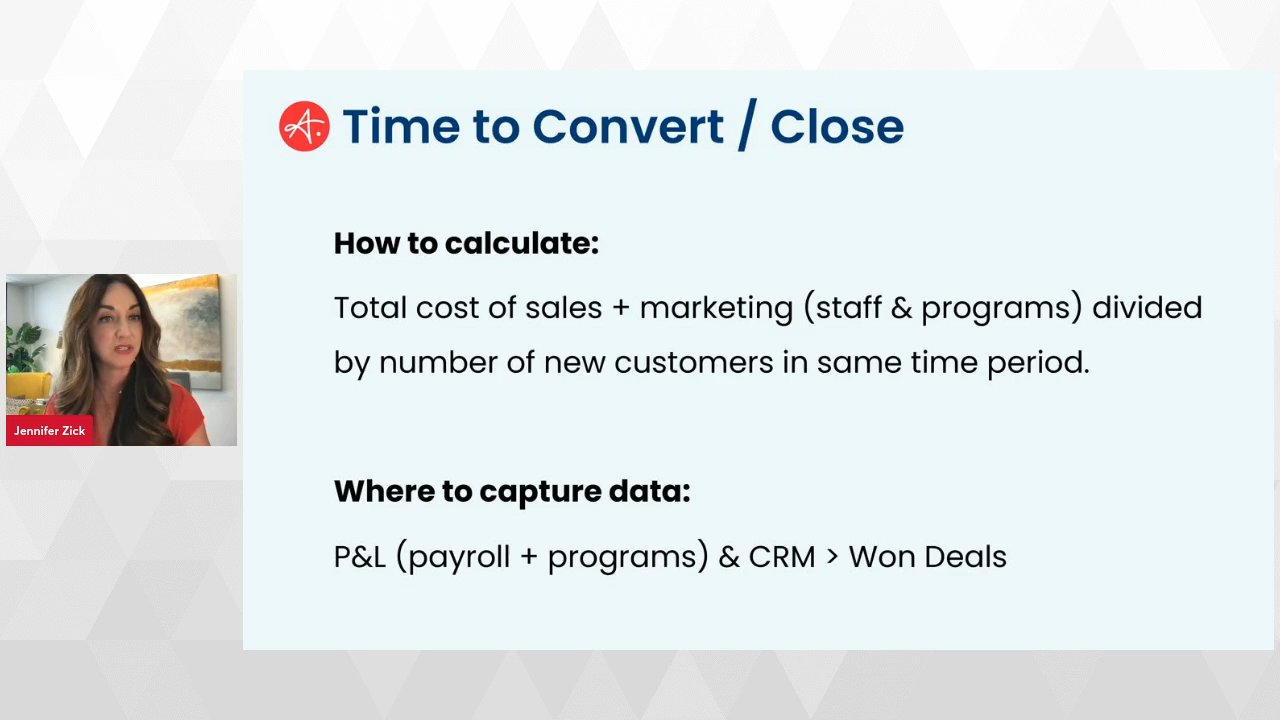 Time to Convert / Close
How to calculate:
Total cost of sales + marketing (staff & programs) divided
by number of new customers in same time period.
Where to capture data:
P&L (payroll + programs) & CRM > Won Deals
Jennifer Zick